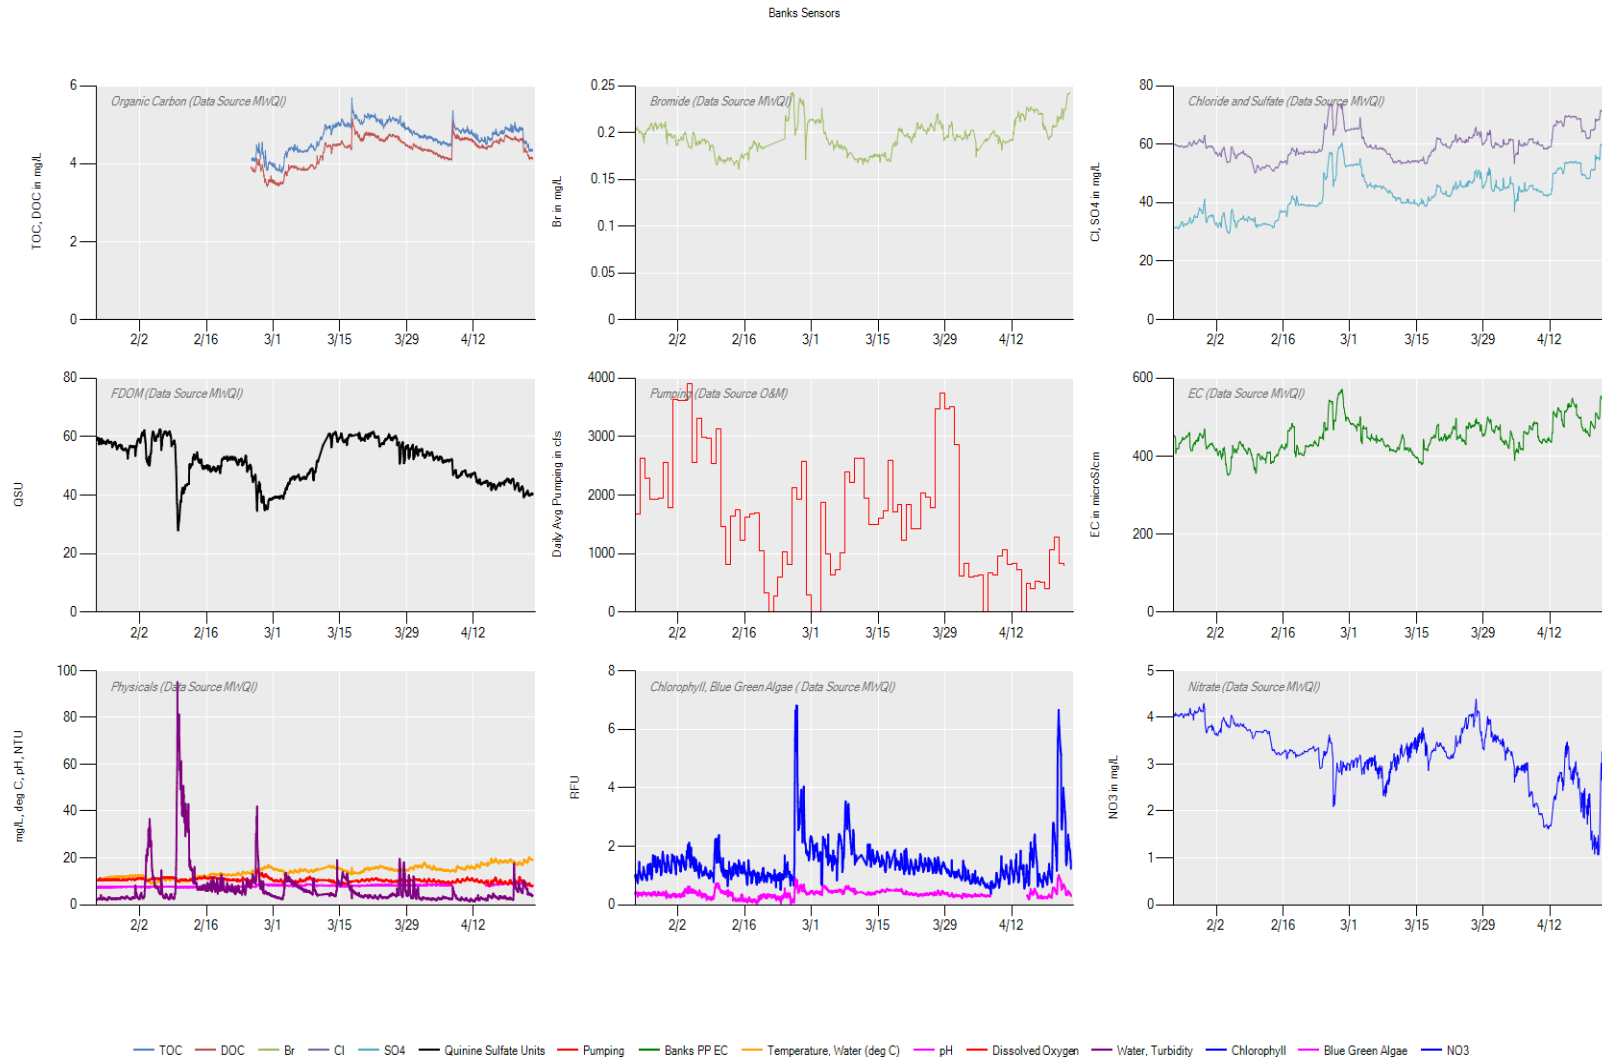 Banks Sensors
Organic Carbon (Data Source MWQI)
TOC, DOC in mg/L
6
4
2
0
2/2 2/16 3/1 3/15 3/29 4/12
Bromide (Data Source MWQI)
Br in mg/L
0.25
0.2
0.15
0.1
0.05
0
2/2 2/16 3/1 3/15 3/29 4/12
Chloride and Sulfate (Data Source MWQI)
Cl, SO4 in mg/L
80
60
40
20
0
2/2 2/16 3/1 3/15 3/29 4/12
FDOM (Data Source MWQI)
QSU
80
60
40
20
0
2/2 2/16 3/1 3/15 3/29 4/12
Pumping (Data Source O&M)
Daily Avg Pumping in cfs
4000
3000
2000
1000
0
2/2 2/16 3/1 3/15 3/29 4/12
EC (Data Source MWQI)
EC in microS/cm
600
400
200
0
2/2 2/16 3/1 3/15 3/29 4/12
Physicals (Data Source MWQI)
mg/L, deg C, pH, NTU
100
80
60
40
20
0
2/2 2/16 3/1 3/15 3/29 4/12
Chlorophyll, Blue Green Algae ( Data Source MWQI)
RFU
8
6
4
2
0
2/2 2/16 3/1 3/15 3/29 4/12
Nitrate (Data Source MWQI)
NO3 in mg/L
5
4
3
2
1
0
2/2 2/16 3/1 3/15 3/29 4/12
TOC DOC Br Cl SO4 Quinine Sulfate Units Pumping Banks PP EC Temperature, Water (deg C) pH Dissolved Oxygen Water, Turbidity Chlorophyll Blue Green Algae NO3